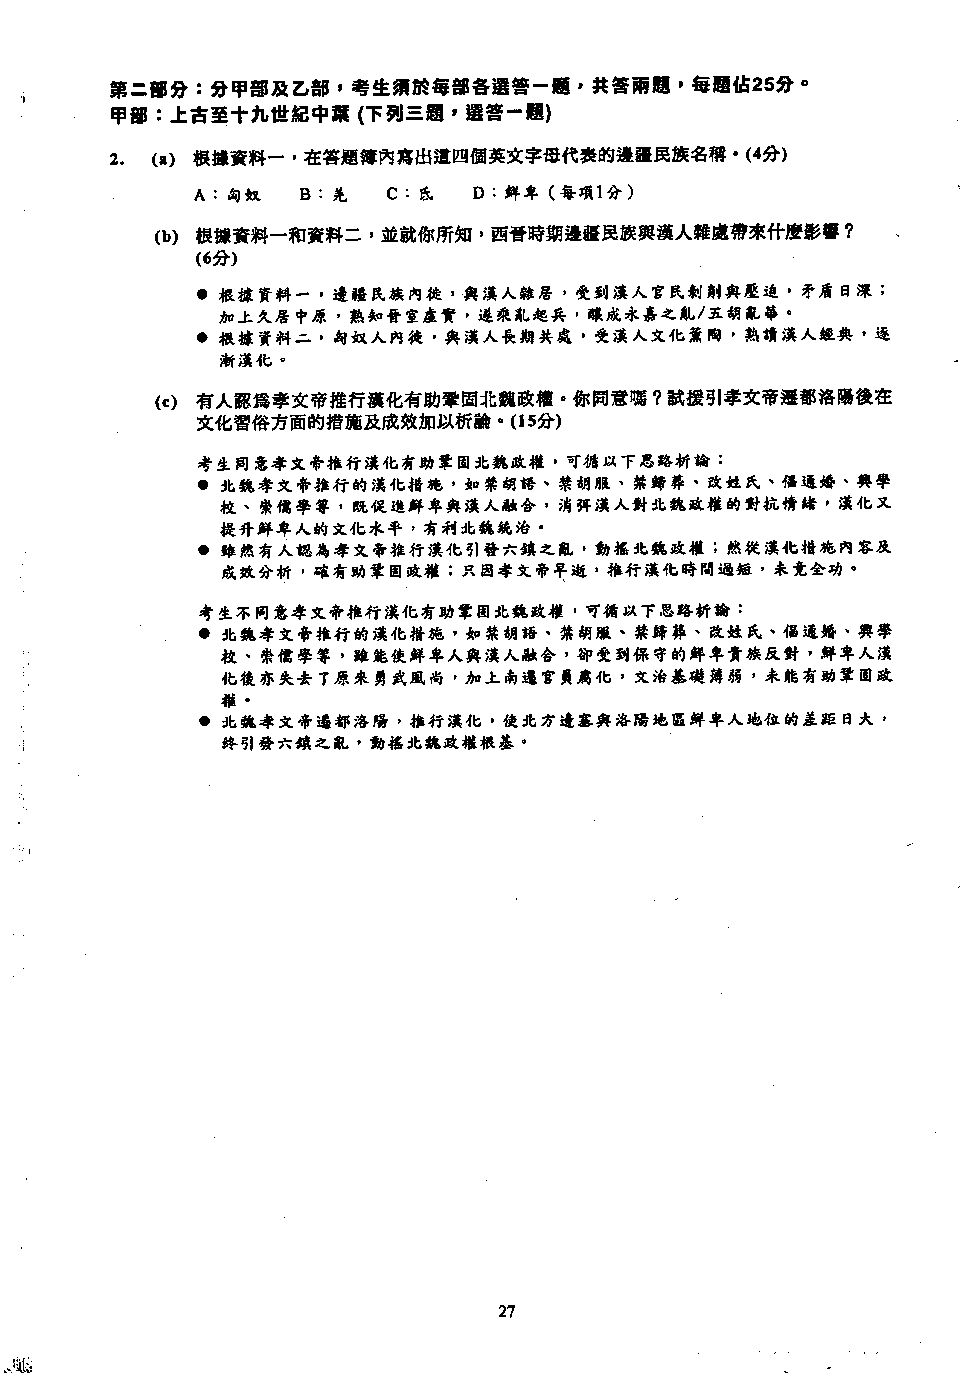 第二部分：分甲部及乙部，考生須於每部各選答一題，共答兩題，每題佔25分。
甲部：上古至十九世紀中葉 (下列三題，選答一題)
2. (a) 根據資料一，在答題簿內寫出這四個英文字母代表的邊疆民族名稱。(4分)
A：匈奴 B：羌 C：氐 D：鮮卑（每項1分）
(b) 根據資料一和資料二，並就你所知，西晉時期邊疆民族與漢人雜處帶來什麼影響？
(6分)
● 根據資料一，邊疆民族內徙，與漢人雜居，受到漢人官民剝削與壓迫，矛盾日深；
加上久居中原，熟知晉室虛實，遂乘亂起兵，釀成永嘉之亂/五胡亂華。
● 根據資料二，匈奴人內徙，與漢人長期共處，受漢人文化薰陶，熟讀漢人經典，逐
漸漢化。
(c) 有人認爲孝文帝推行漢化有助鞏固北魏政權。你同意嗎？試援引孝文帝遷都洛陽後在
文化習俗方面的措施及成效加以析論。(15分)
考生同意孝文帝推行漢化有助鞏固北魏政權，可循以下思路析論：
● 北魏孝文帝推行的漢化措施，如禁胡語、禁胡服、禁歸葬、改姓氏、倡通婚、興學
校、崇儒學等，既促進鮮卑與漢人融合，消弭漢人對北魏政權的對抗情緒，漢化又
提升鮮卑人的文化水平，有利北魏統治。
● 雖然有人認為孝文帝推行漢化引發六鎮之亂，動搖北魏政權；然從漢化措施內容及
成效分析，確有助鞏固政權；只因孝文帝早逝，推行漢化時間過短，未竟全功。
考生不同意孝文帝推行漢化有助鞏固北魏政權，可循以下思路析論：
● 北魏孝文帝推行的漢化措施，如禁胡語、禁胡服、禁歸葬、改姓氏、倡通婚、興學
校、崇儒學等，雖能使鮮卑人與漢人融合，卻受到保守的鮮卑貴族反對，鮮卑人漢
化後亦失去了原來勇武風尚，加上南遷官員腐化，文治基礎薄弱，未能有助鞏固政
權。
● 北魏孝文帝遷都洛陽，推行漢化，使北方邊塞與洛陽地區鮮卑人地位的差距日大，
終引發六鎮之亂，動搖北魏政權根基。
27